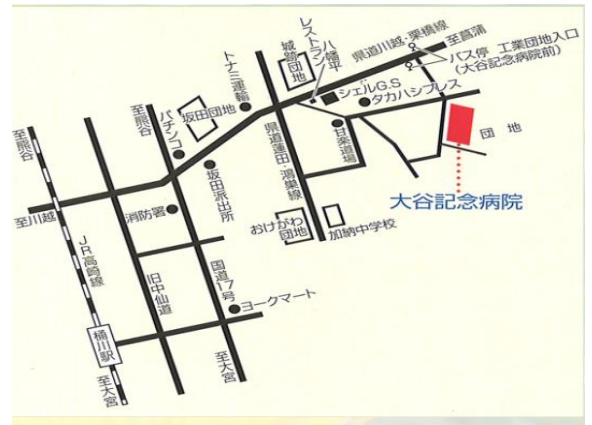 至菖蒲
県道川越・栗橋線
バス停 工業団地入口
(大谷記念病院前)
レストラン八幡平
城跡団地
シェルG.S
タカハシプレス
トナミ運輸
坂田団地
パチンコ
至熊谷
至熊谷
甘楽道場
団地
県道蓮田・鴻巣線
坂田派出所
大谷記念病院
至川越
消防署
おけがわ
団地
加納中学校
JR高崎線
旧中仙道
国道17号
ヨークマート
桶川駅
至大宮
至大宮